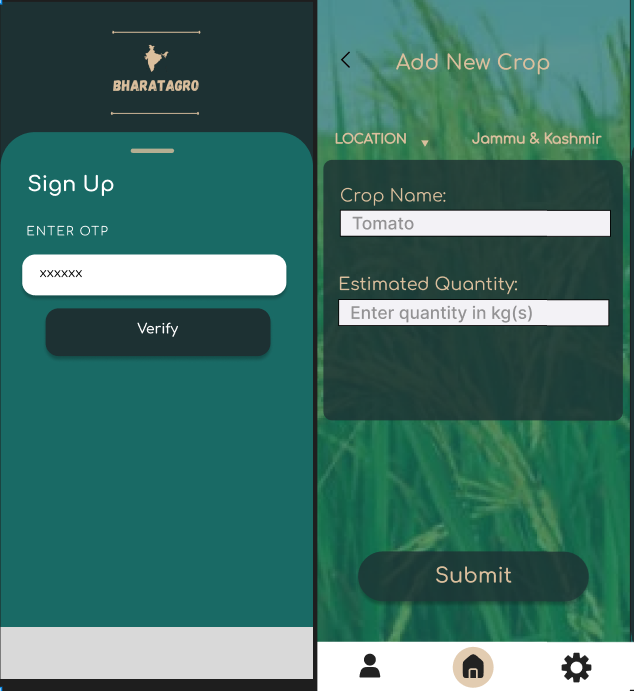 BHARATAGRO
Sign Up
ENTER OTP
xxxxxx
Verify
Add New Crop
LOCATION ▼ Jammu & Kashmir
Crop Name:
Tomato
Estimated Quantity:
Enter quantity in kg(s)
Submit